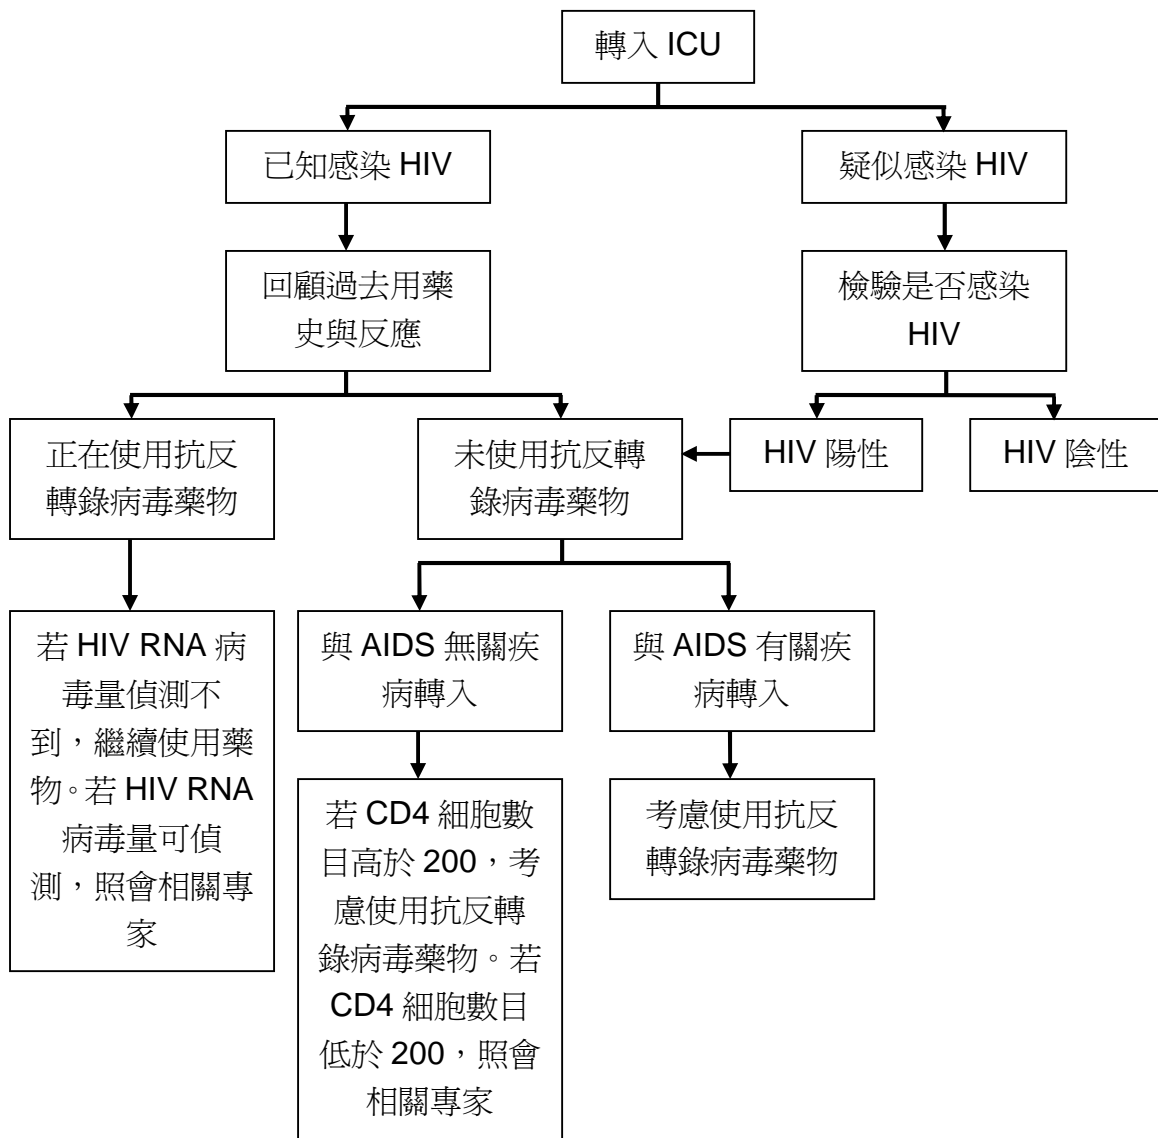 轉入 ICU
已知感染 HIV
疑似感染 HIV
回顧過去用藥
史與反應
檢驗是否感染
HIV
正在使用抗反
轉錄病毒藥物
未使用抗反轉
錄病毒藥物
HIV 陽性
HIV 陰性
若 HIV RNA 病
毒量偵測不
到，繼續使用藥
物。若 HIV RNA
病毒量可偵
測，照會相關專
家
與 AIDS 無關疾
病轉入
與 AIDS 有關疾
病轉入
若 CD4 細胞數
目高於 200，考
慮使用抗反轉
錄病毒藥物。若
CD4 細胞數目
低於 200，照會
相關專家
考慮使用抗反
轉錄病毒藥物